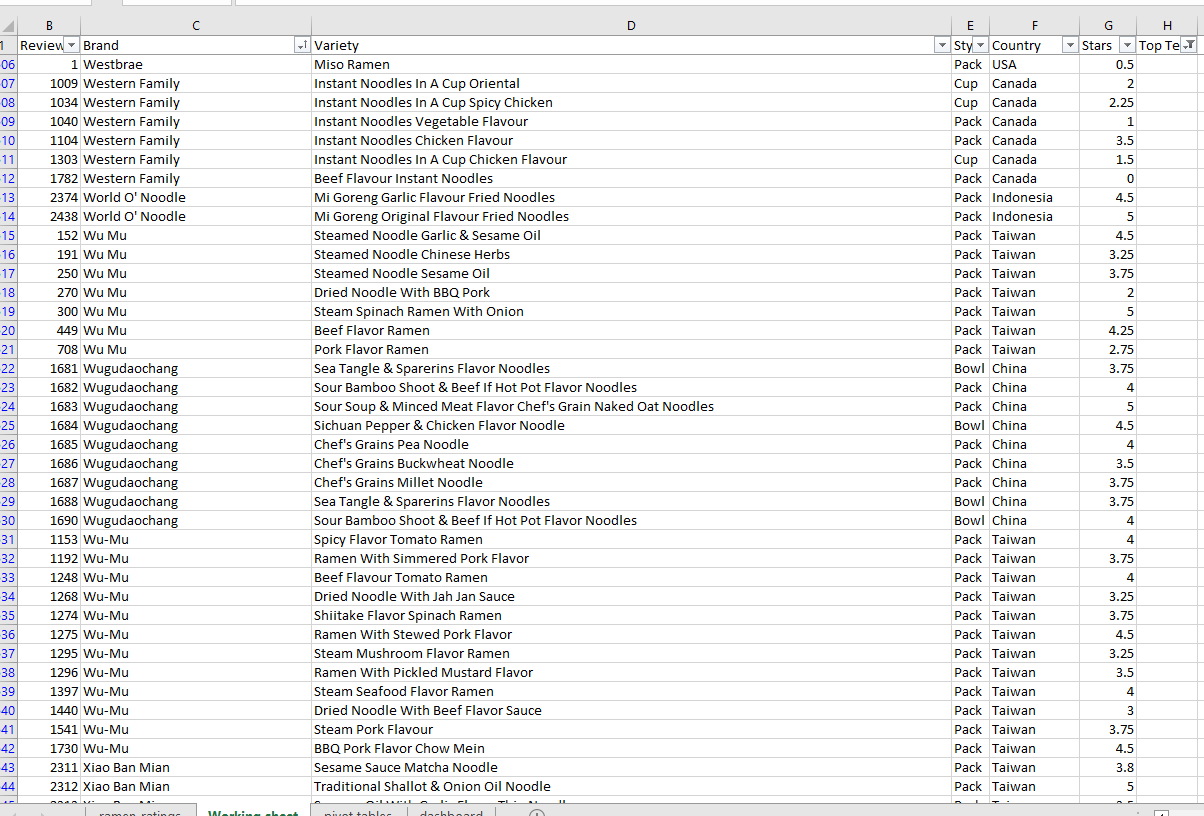 B C D E F G H
1 Review Brand Variety Sty Country Stars Top Te
06 1 Westbrae Miso Ramen Pack USA 0.5
07 1009 Western Family Instant Noodles In A Cup Oriental Cup Canada 2
08 1034 Western Family Instant Noodles In A Cup Spicy Chicken Cup Canada 2.25
09 1040 Western Family Instant Noodles Vegetable Flavour Pack Canada 1
10 1104 Western Family Instant Noodles Chicken Flavour Pack Canada 3.5
11 1303 Western Family Instant Noodles In A Cup Chicken Flavour Cup Canada 1.5
12 1782 Western Family Beef Flavour Instant Noodles Pack Canada 0
13 2374 World O' Noodle Mi Goreng Garlic Flavour Fried Noodles Pack Indonesia 4.5
14 2438 World O' Noodle Mi Goreng Original Flavour Fried Noodles Pack Indonesia 5
15 152 Wu Mu Steamed Noodle Garlic & Sesame Oil Pack Taiwan 4.5
16 191 Wu Mu Steamed Noodle Chinese Herbs Pack Taiwan 3.25
17 250 Wu Mu Steamed Noodle Sesame Oil Pack Taiwan 3.75
18 270 Wu Mu Dried Noodle With BBQ Pork Pack Taiwan 2
19 300 Wu Mu Steam Spinach Ramen With Onion Pack Taiwan 5
20 449 Wu Mu Beef Flavor Ramen Pack Taiwan 4.25
21 708 Wu Mu Pork Flavor Ramen Pack Taiwan 2.75
22 1681 Wugudaochang Sea Tangle & Sparerins Flavor Noodles Bowl China 3.75
23 1682 Wugudaochang Sour Bamboo Shoot & Beef If Hot Pot Flavor Noodles Pack China 4
24 1683 Wugudaochang Sour Soup & Minced Meat Flavor Chef's Grain Naked Oat Noodles Pack China 5
25 1684 Wugudaochang Sichuan Pepper & Chicken Flavor Noodle Bowl China 4.5
26 1685 Wugudaochang Chef's Grains Pea Noodle Pack China 4
27 1686 Wugudaochang Chef's Grains Buckwheat Noodle Pack China 3.5
28 1687 Wugudaochang Chef's Grains Millet Noodle Pack China 3.75
29 1688 Wugudaochang Sea Tangle & Sparerins Flavor Noodles Bowl China 3.75
30 1690 Wugudaochang Sour Bamboo Shoot & Beef If Hot Pot Flavor Noodles Bowl China 4
31 1153 Wu-Mu Spicy Flavor Tomato Ramen Pack Taiwan 4
32 1192 Wu-Mu Ramen With Simmered Pork Flavor Pack Taiwan 3.75
33 1248 Wu-Mu Beef Flavour Tomato Ramen Pack Taiwan 4
34 1268 Wu-Mu Dried Noodle With Jah Jan Sauce Pack Taiwan 3.25
35 1274 Wu-Mu Shiitake Flavor Spinach Ramen Pack Taiwan 3.75
36 1275 Wu-Mu Ramen With Stewed Pork Flavor Pack Taiwan 4.5
37 1295 Wu-Mu Steam Mushroom Flavor Ramen Pack Taiwan 3.25
38 1296 Wu-Mu Ramen With Pickled Mustard Flavor Pack Taiwan 3.5
39 1397 Wu-Mu Steam Seafood Flavor Ramen Pack Taiwan 4
40 1440 Wu-Mu Dried Noodle With Beef Flavor Sauce Pack Taiwan 3
41 1541 Wu-Mu Steam Pork Flavour Pack Taiwan 3.75
42 1730 Wu-Mu BBQ Pork Flavor Chow Mein Pack Taiwan 4.5
43 2311 Xiao Ban Mian Sesame Sauce Matcha Noodle Pack Taiwan 3.8
44 2312 Xiao Ban Mian Traditional Shallot & Onion Oil Noodle Pack Taiwan 5
ramen-ratings Working sheet pivot tables dashboard